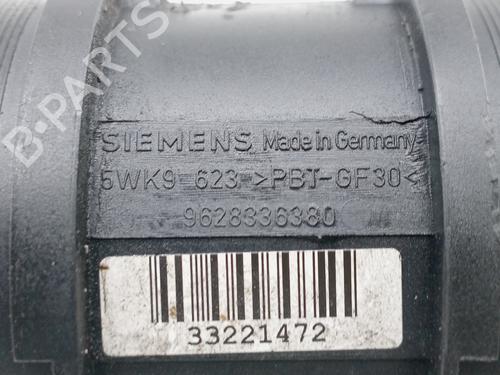 B-PARTS
SIEMENS Made in Germany
5WK9 623 >PBT-GF30<
9628336380
33221472